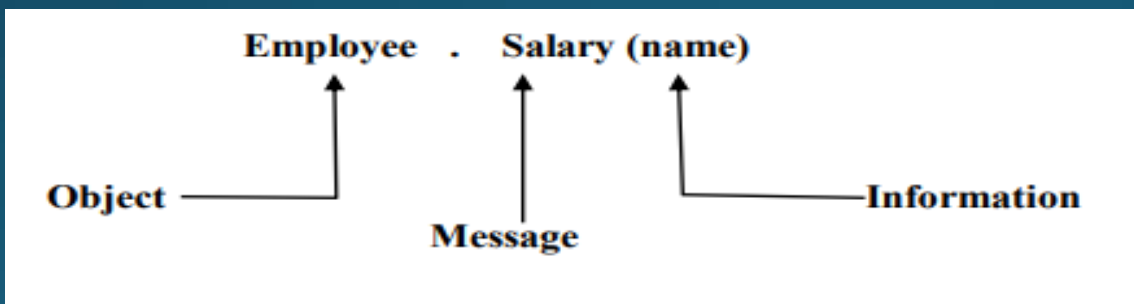 Employee . Salary (name)
Object
Information
Message